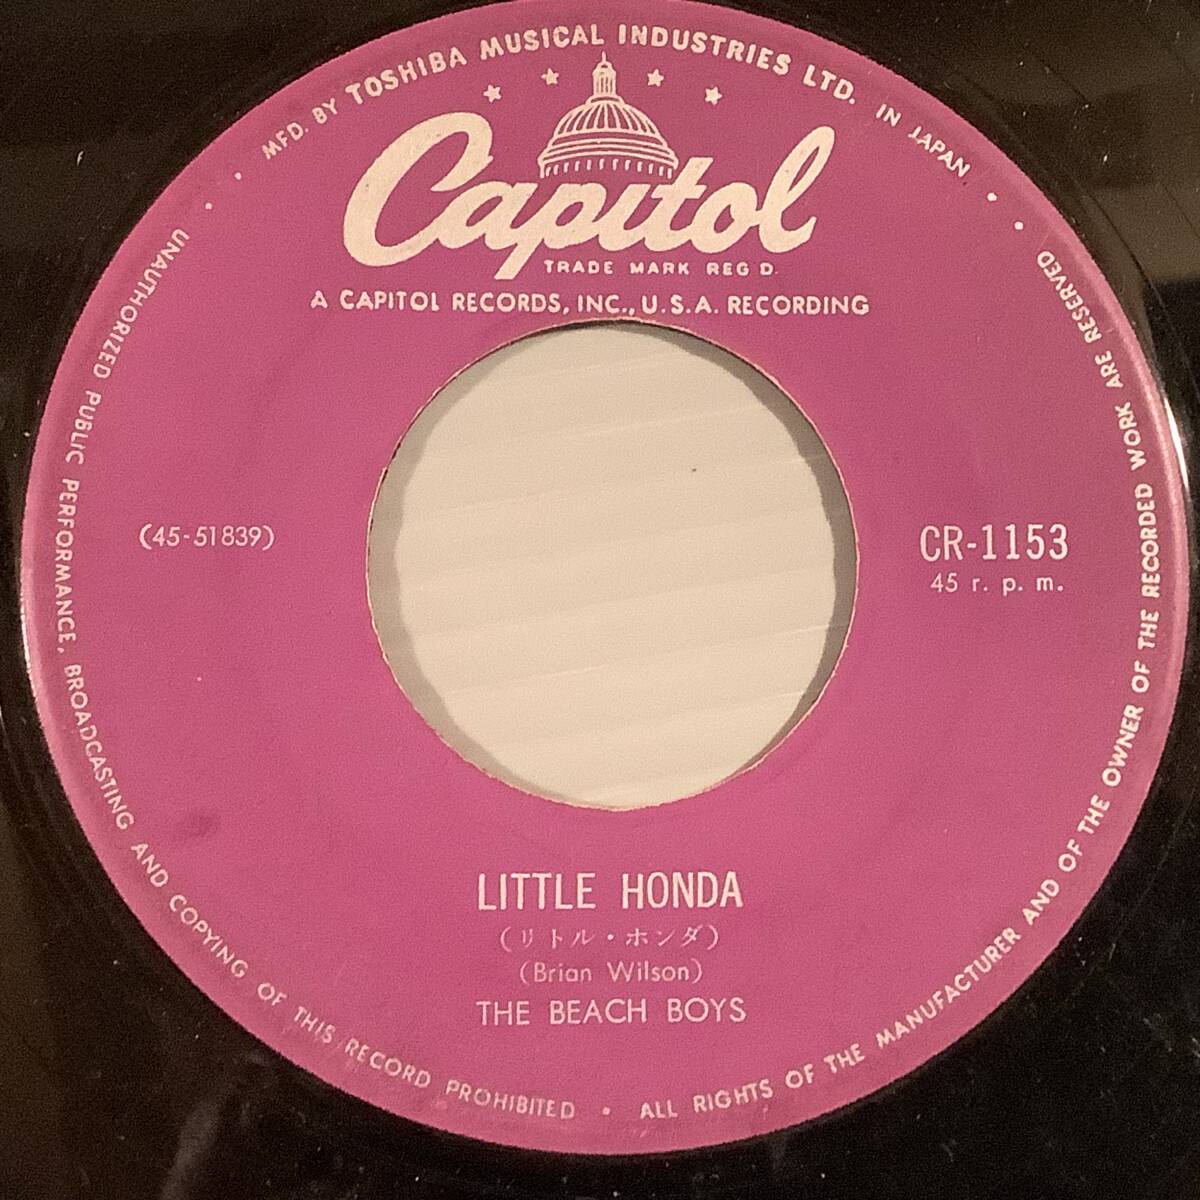 MFD. BY TOSHIBA MUSICAL INDUSTRIES LTD. IN JAPAN
Capitol
TRADE MARK REG'D.
A CAPITOL RECORDS, INC., U.S.A. RECORDING
(45-51839)
CR-1153
45 r. p. m.
LITTLE HONDA
(リトル・ホンダ)
(Brian Wilson)
THE BEACH BOYS
UNAUTHORIZED PUBLIC PERFORMANCE, BROADCASTING AND COPYING OF THIS RECORD PROHIBITED • ALL RIGHTS OF THE MANUFACTURER AND OF THE OWNER OF THE RECORDED WORK ARE RESERVED